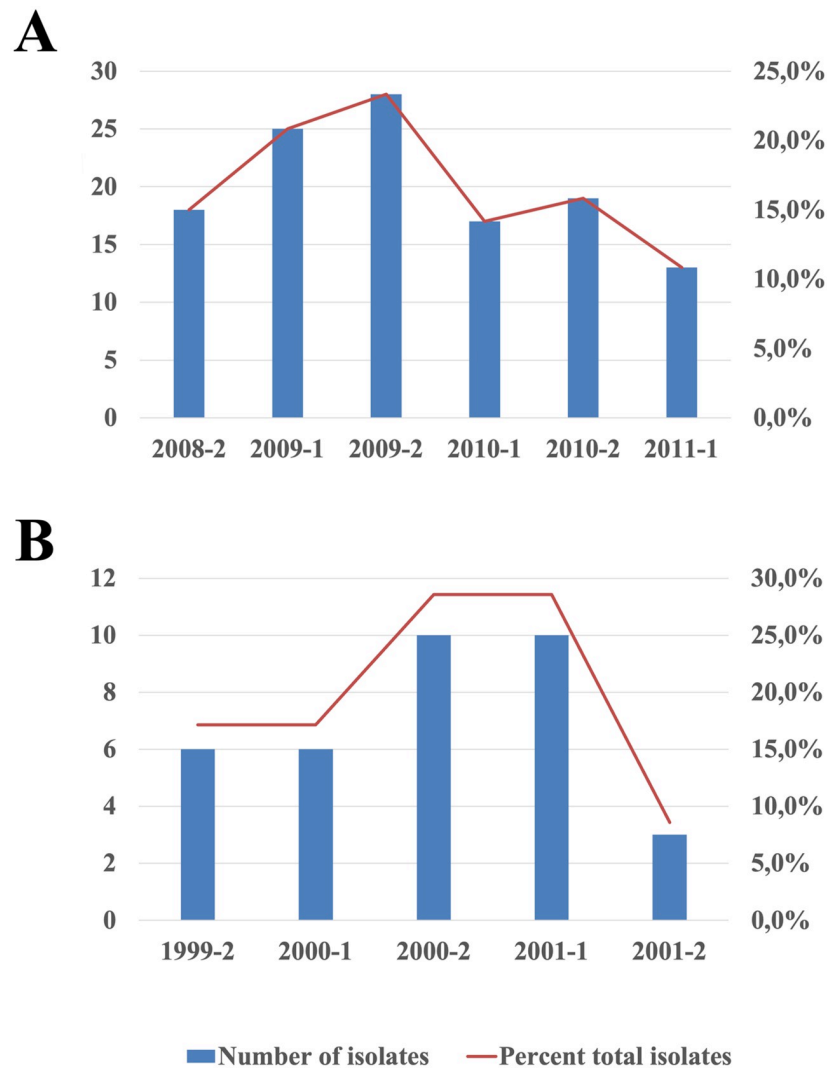 A
30 25,0%
25 20,0%
20 15,0%
15 10,0%
10 5,0%
5 0,0%
0
2008-2 2009-1 2009-2 2010-1 2010-2 2011-1
B
12 30,0%
10 25,0%
8 20,0%
6 15,0%
4 10,0%
2 5,0%
0 0,0%
1999-2 2000-1 2000-2 2001-1 2001-2
Number of isolates Percent total isolates